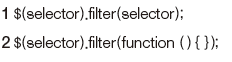 1 $(selector).filter(selector);
2 $(selector).filter(function () { });